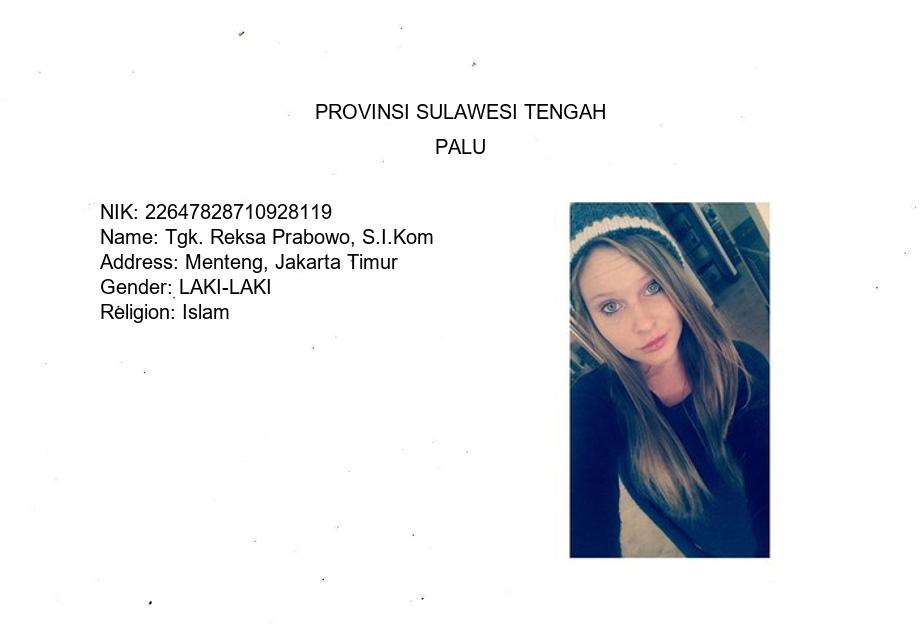 PROVINSI SULAWESI TENGAH
PALU
NIK: 22647828710928119
Name: Tgk. Reksa Prabowo, S.I.Kom
Address: Menteng, Jakarta Timur
Gender: LAKI-LAKI
Religion: Islam